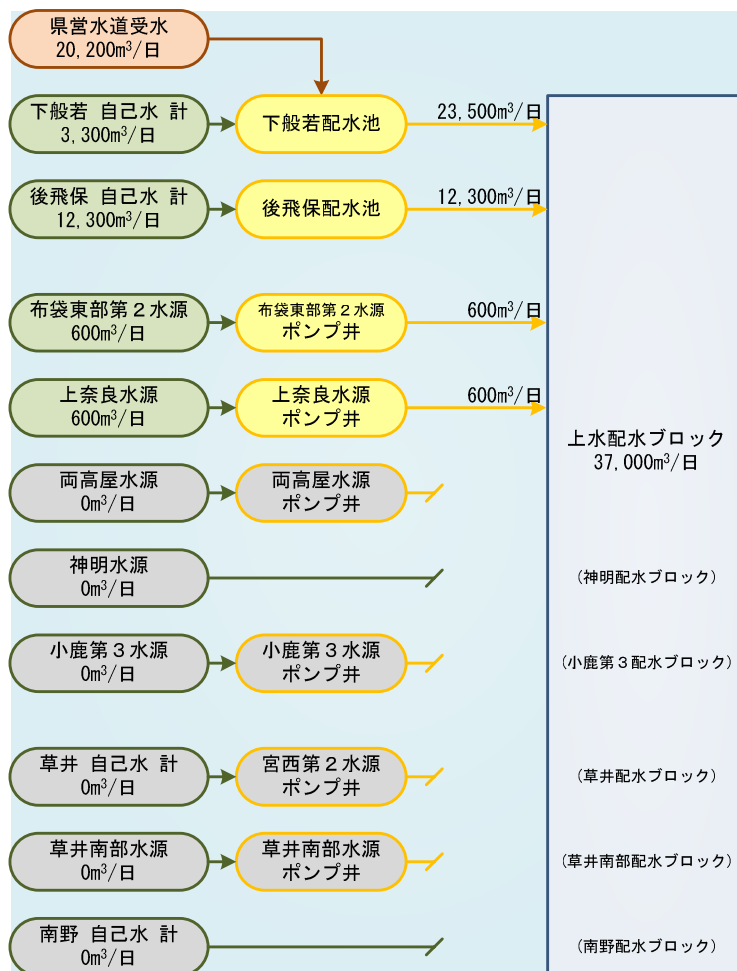 県営水道受水
20,200m³/日
下般若 自己水 計
3,300m³/日
下般若配水池
23,500m³/日
後飛保 自己水 計
12,300m³/日
後飛保配水池
12,300m³/日
布袋東部第2水源
600m³/日
布袋東部第2水源
ポンプ井
600m³/日
上奈良水源
600m³/日
上奈良水源
ポンプ井
600m³/日
上水配水ブロック
37,000m³/日
両高屋水源
0m³/日
両高屋水源
ポンプ井
神明水源
0m³/日
(神明配水ブロック)
小鹿第3水源
0m³/日
小鹿第3水源
ポンプ井
(小鹿第3配水ブロック)
草井 自己水 計
0m³/日
宮西第2水源
ポンプ井
(草井配水ブロック)
草井南部水源
0m³/日
草井南部水源
ポンプ井
(草井南部配水ブロック)
南野 自己水 計
0m³/日
(南野配水ブロック)